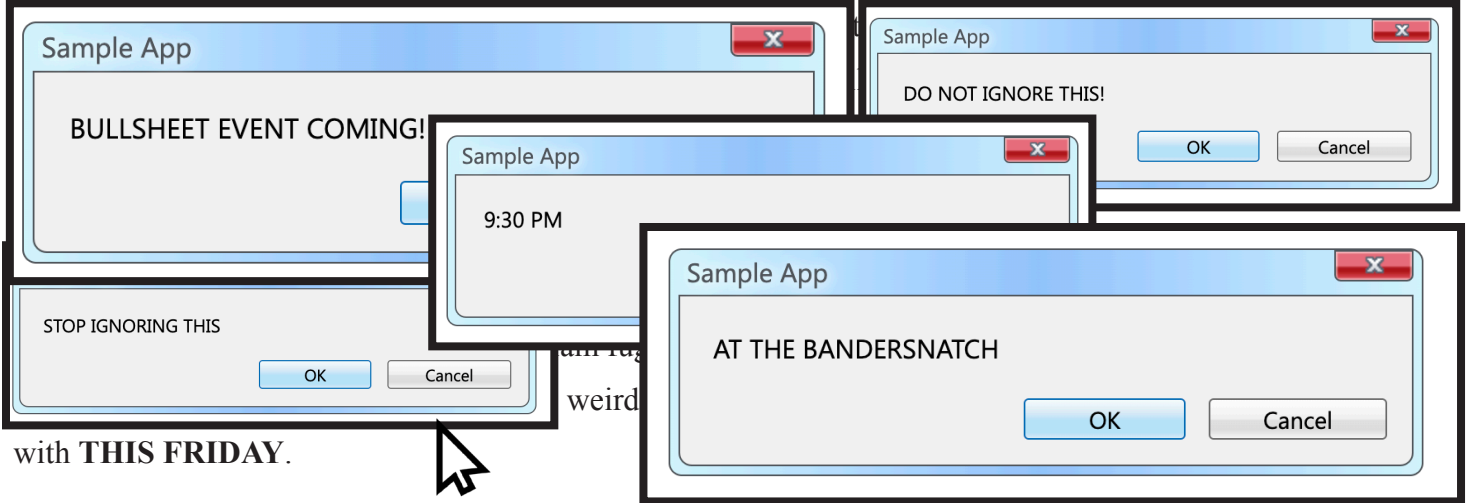 Sample App
BULLSHEET EVENT COMING!
Sample App
DO NOT IGNORE THIS!
OK
Cancel
Sample App
9:30 PM
Sample App
AT THE BANDERSNATCH
OK
Cancel
STOP IGNORING THIS
OK
Cancel
weird
with THIS FRIDAY.